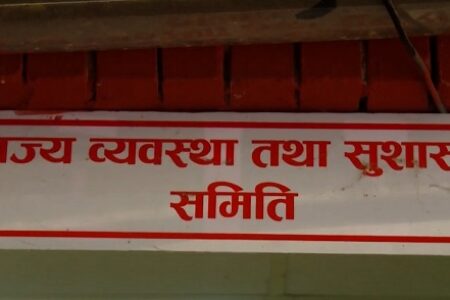 ाज्य व्यवस्था तथा सुशास
समिति